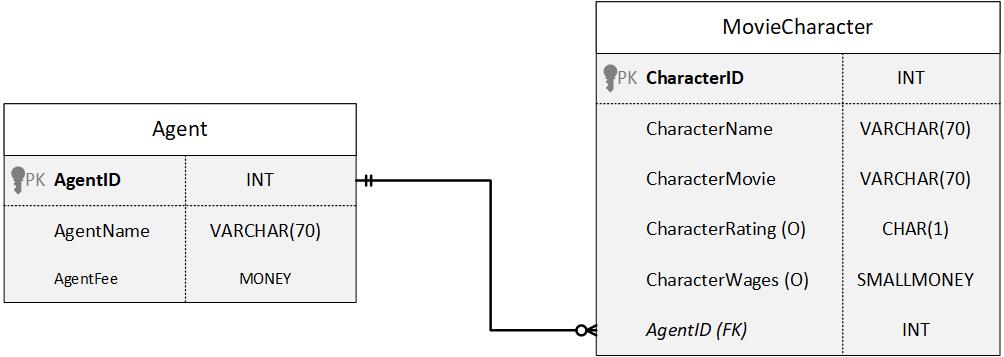 Agent
PK AgentID INT
AgentName VARCHAR(70)
AgentFee MONEY
MovieCharacter
PK CharacterID INT
CharacterName VARCHAR(70)
CharacterMovie VARCHAR(70)
CharacterRating (O) CHAR(1)
CharacterWages (O) SMALLMONEY
AgentID (FK) INT